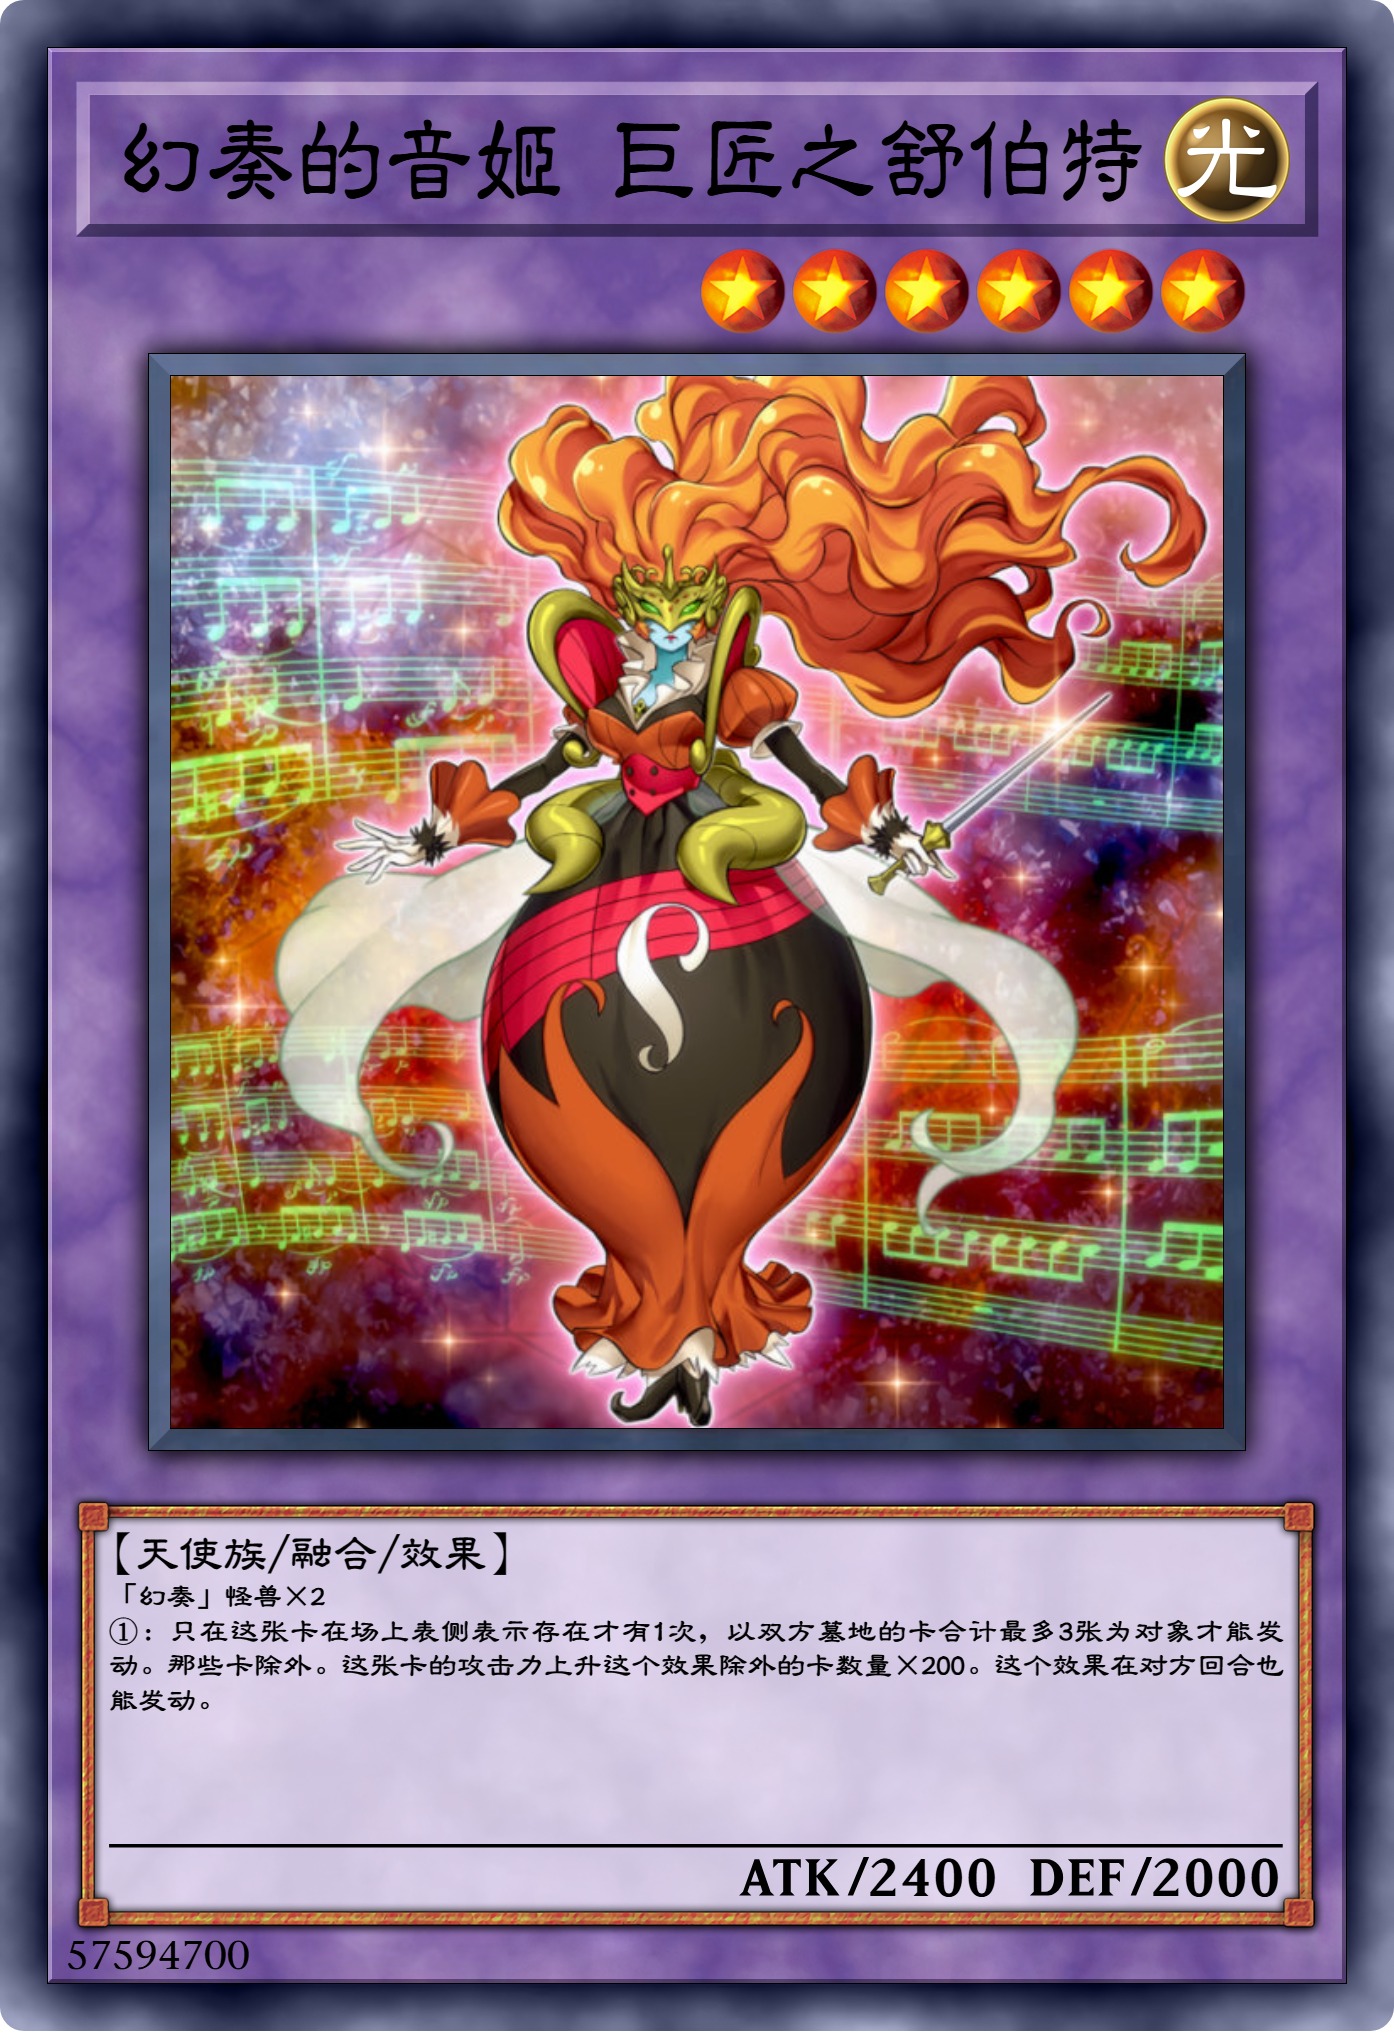 幻奏的音姬 巨匠之舒伯特 光
【天使族/融合/效果】
「幻奏」怪兽×2
①：只在这张卡在场上表侧表示存在才有1次，以双方墓地的卡合计最多3张为对象才能发
动。那些卡除外。这张卡的攻击力上升这个效果除外的卡数量×200。这个效果在对方回合也
能发动。
ATK/2400 DEF/2000
57594700